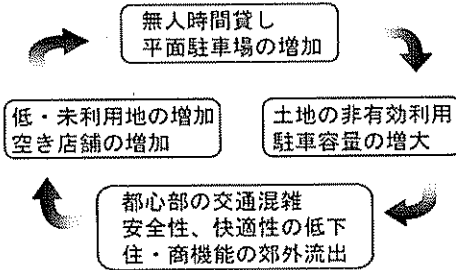 無人時間貸し
平面駐車場の増加
土地の非有効利用
駐車容量の増大
都心部の交通混雑
安全性、快適性の低下
住・商機能の郊外流出
低・未利用地の増加
空き店舗の増加